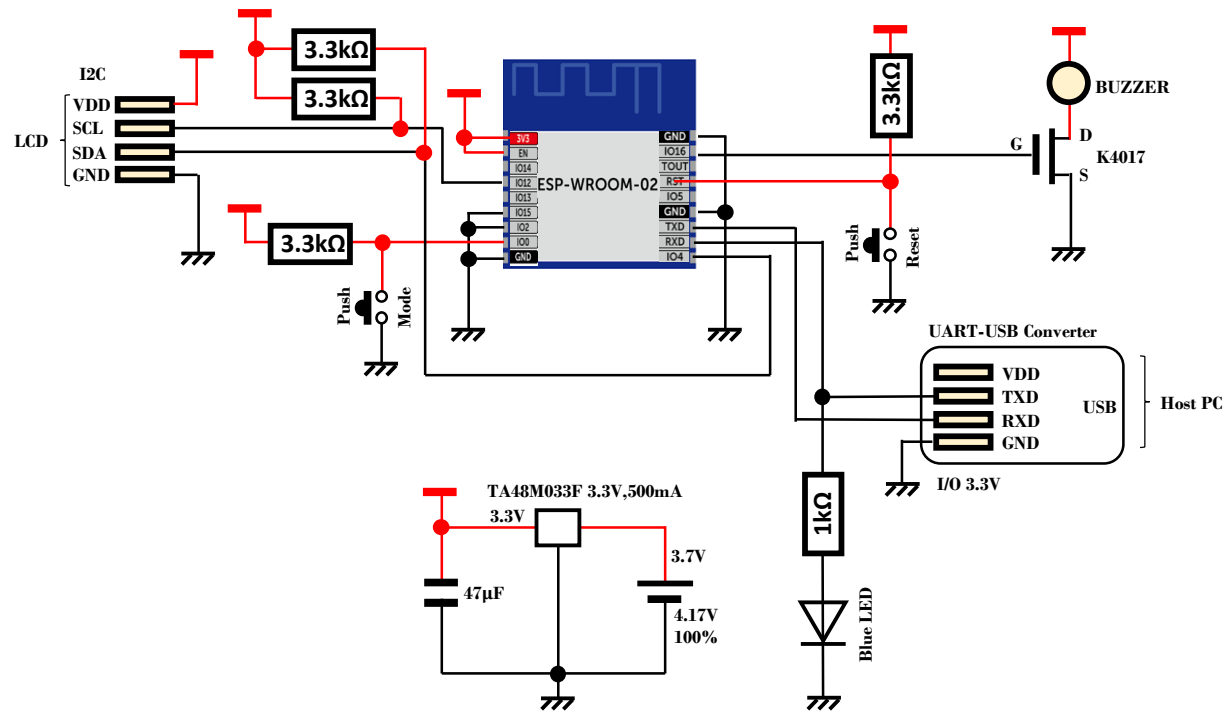 3.3kΩ
3.3kΩ
I2C
VDD
SCL
SDA
GND
LCD
3.3kΩ
Push
Mode
ESP-WROOM-02
3V3
EN
IO14
IO12
IO13
IO15
IO2
IO0
GND
GND
IO16
TOUT
RST
IO5
GND
TXD
RXD
IO4
3.3kΩ
Push
Reset
BUZZER
G
D
S
K4017
UART-USB Converter
VDD
TXD
RXD
GND
USB
Host PC
I/O 3.3V
TA48M033F 3.3V,500mA
3.3V
3.7V
47μF
4.17V
100%
1kΩ
Blue LED